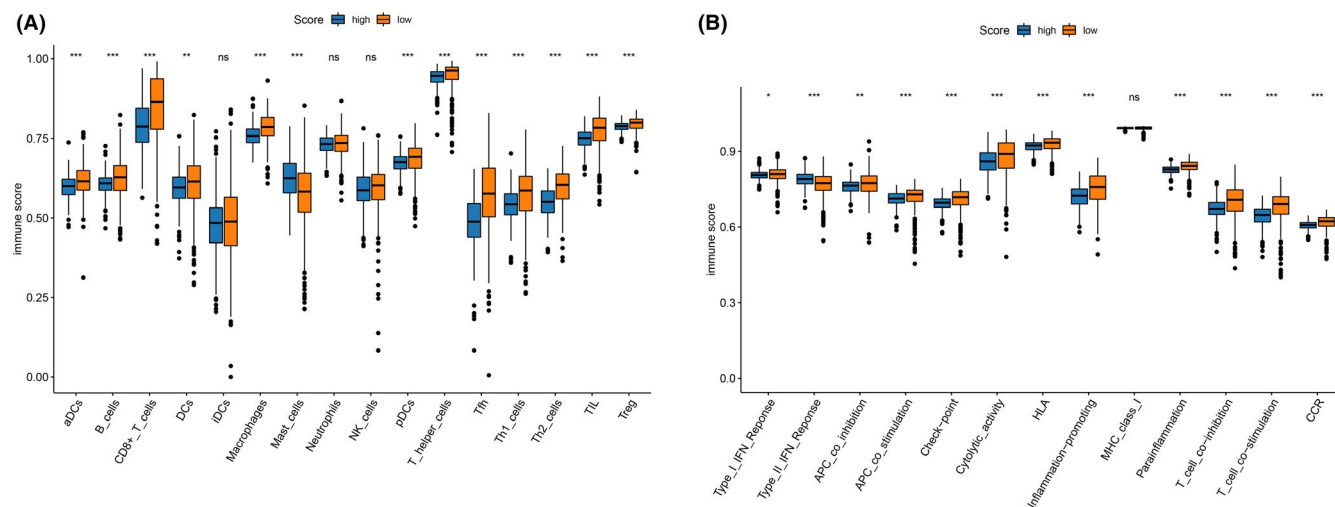 (A)
Score high low
immune score
1.00
0.75
0.50
0.25
0.00
*** *** *** ** ns *** *** ns ns *** *** *** *** *** *** ***
aDCs
B_cells
CD8+_T_cells
DCs
iDCs
Macrophages
Mast_cells
Neutrophils
NK_cells
pDCs
T_helper_cells
Tfh
Th1_cells
Th2_cells
TIL
Treg
(B)
Score high low
immune score
0.9
0.6
0.3
0.0
* *** ** *** *** *** *** *** ns *** *** *** ***
Type_I_IFN_Reponse
Type_II_IFN_Reponse
APC_co_inhibition
APC_co_stimulation
Check-point
Cytolytic_activity
HLA
Inflammation-promoting
MHC_class_I
Parainflammation
T_cell_co-inhibition
T_cell_co-stimulation
CCR